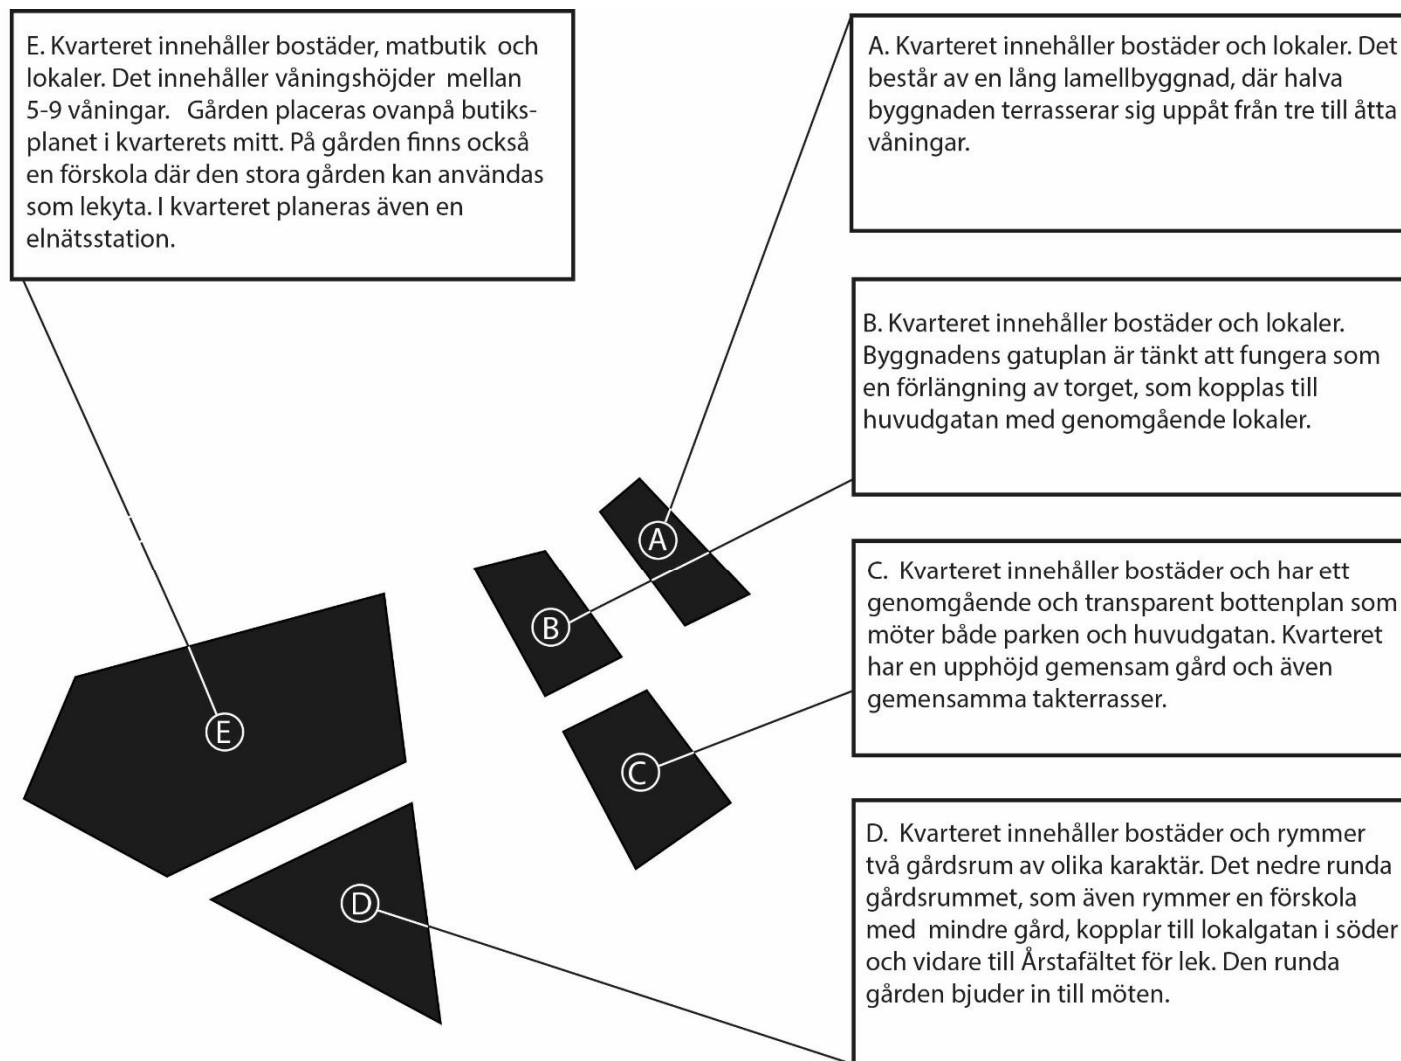 E. Kvarteret innehåller bostäder, matbutik och
lokaler. Det innehåller våningshöjder mellan
5-9 våningar. Gården placeras ovanpå butiks-
planet i kvarterets mitt. På gården finns också
en förskola där den stora gården kan användas
som lekyta. I kvarteret planeras även en
elnätsstation.
A. Kvarteret innehåller bostäder och lokaler. Det
består av en lång lamellbyggnad, där halva
byggnaden terrasserar sig uppåt från tre till åtta
våningar.
B. Kvarteret innehåller bostäder och lokaler.
Byggnadens gatuplan är tänkt att fungera som
en förlängning av torget, som kopplas till
huvudgatan med genomgående lokaler.
C. Kvarteret innehåller bostäder och har ett
genomgående och transparent bottenplan som
möter både parken och huvudgatan. Kvarteret
har en upphöjd gemensam gård och även
gemensamma takterrasser.
D. Kvarteret innehåller bostäder och rymmer
två gårdsrum av olika karaktär. Det nedre runda
gårdsrummet, som även rymmer en förskola
med mindre gård, kopplar till lokalgatan i söder
och vidare till Årstafältet för lek. Den runda
gården bjuder in till möten.
A
B
E
C
D